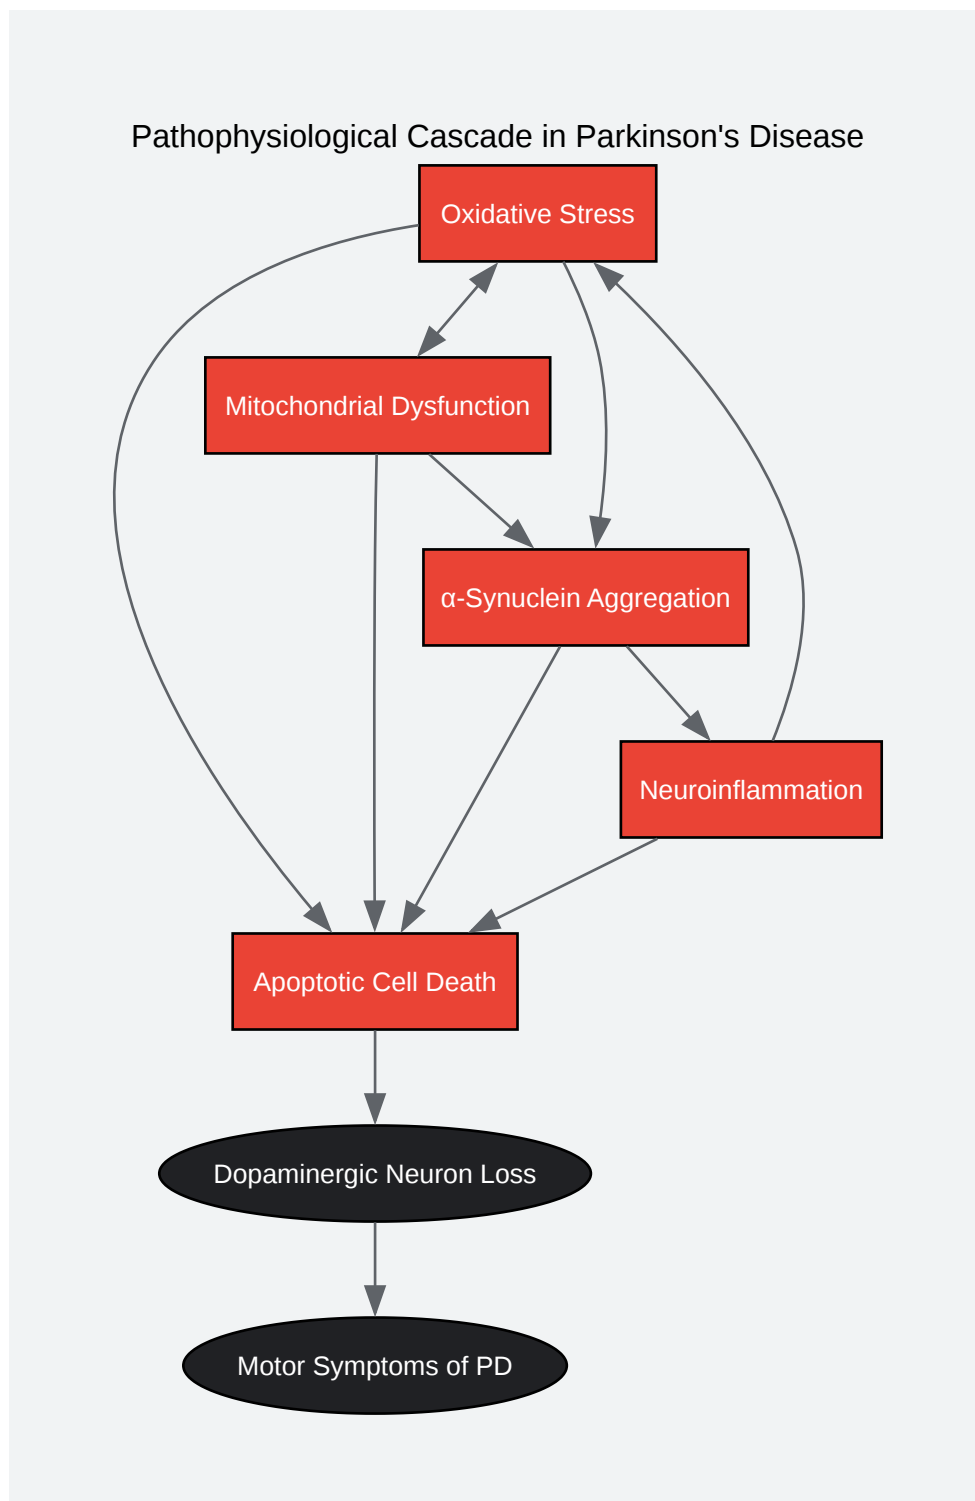 Pathophysiological Cascade in Parkinson's Disease
Oxidative Stress
Mitochondrial Dysfunction
α-Synuclein Aggregation
Neuroinflammation
Apoptotic Cell Death
Dopaminergic Neuron Loss
Motor Symptoms of PD